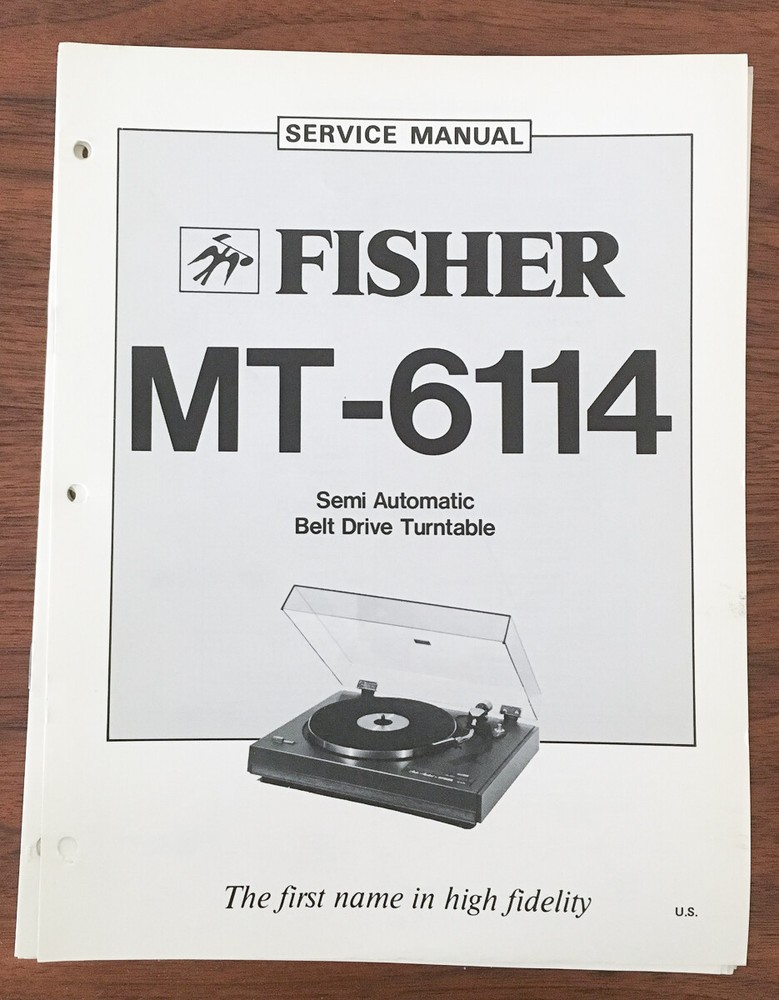 SERVICE MANUAL
FISHER
MT-6114
Semi Automatic
Belt Drive Turntable
The first name in high fidelity
U.S.